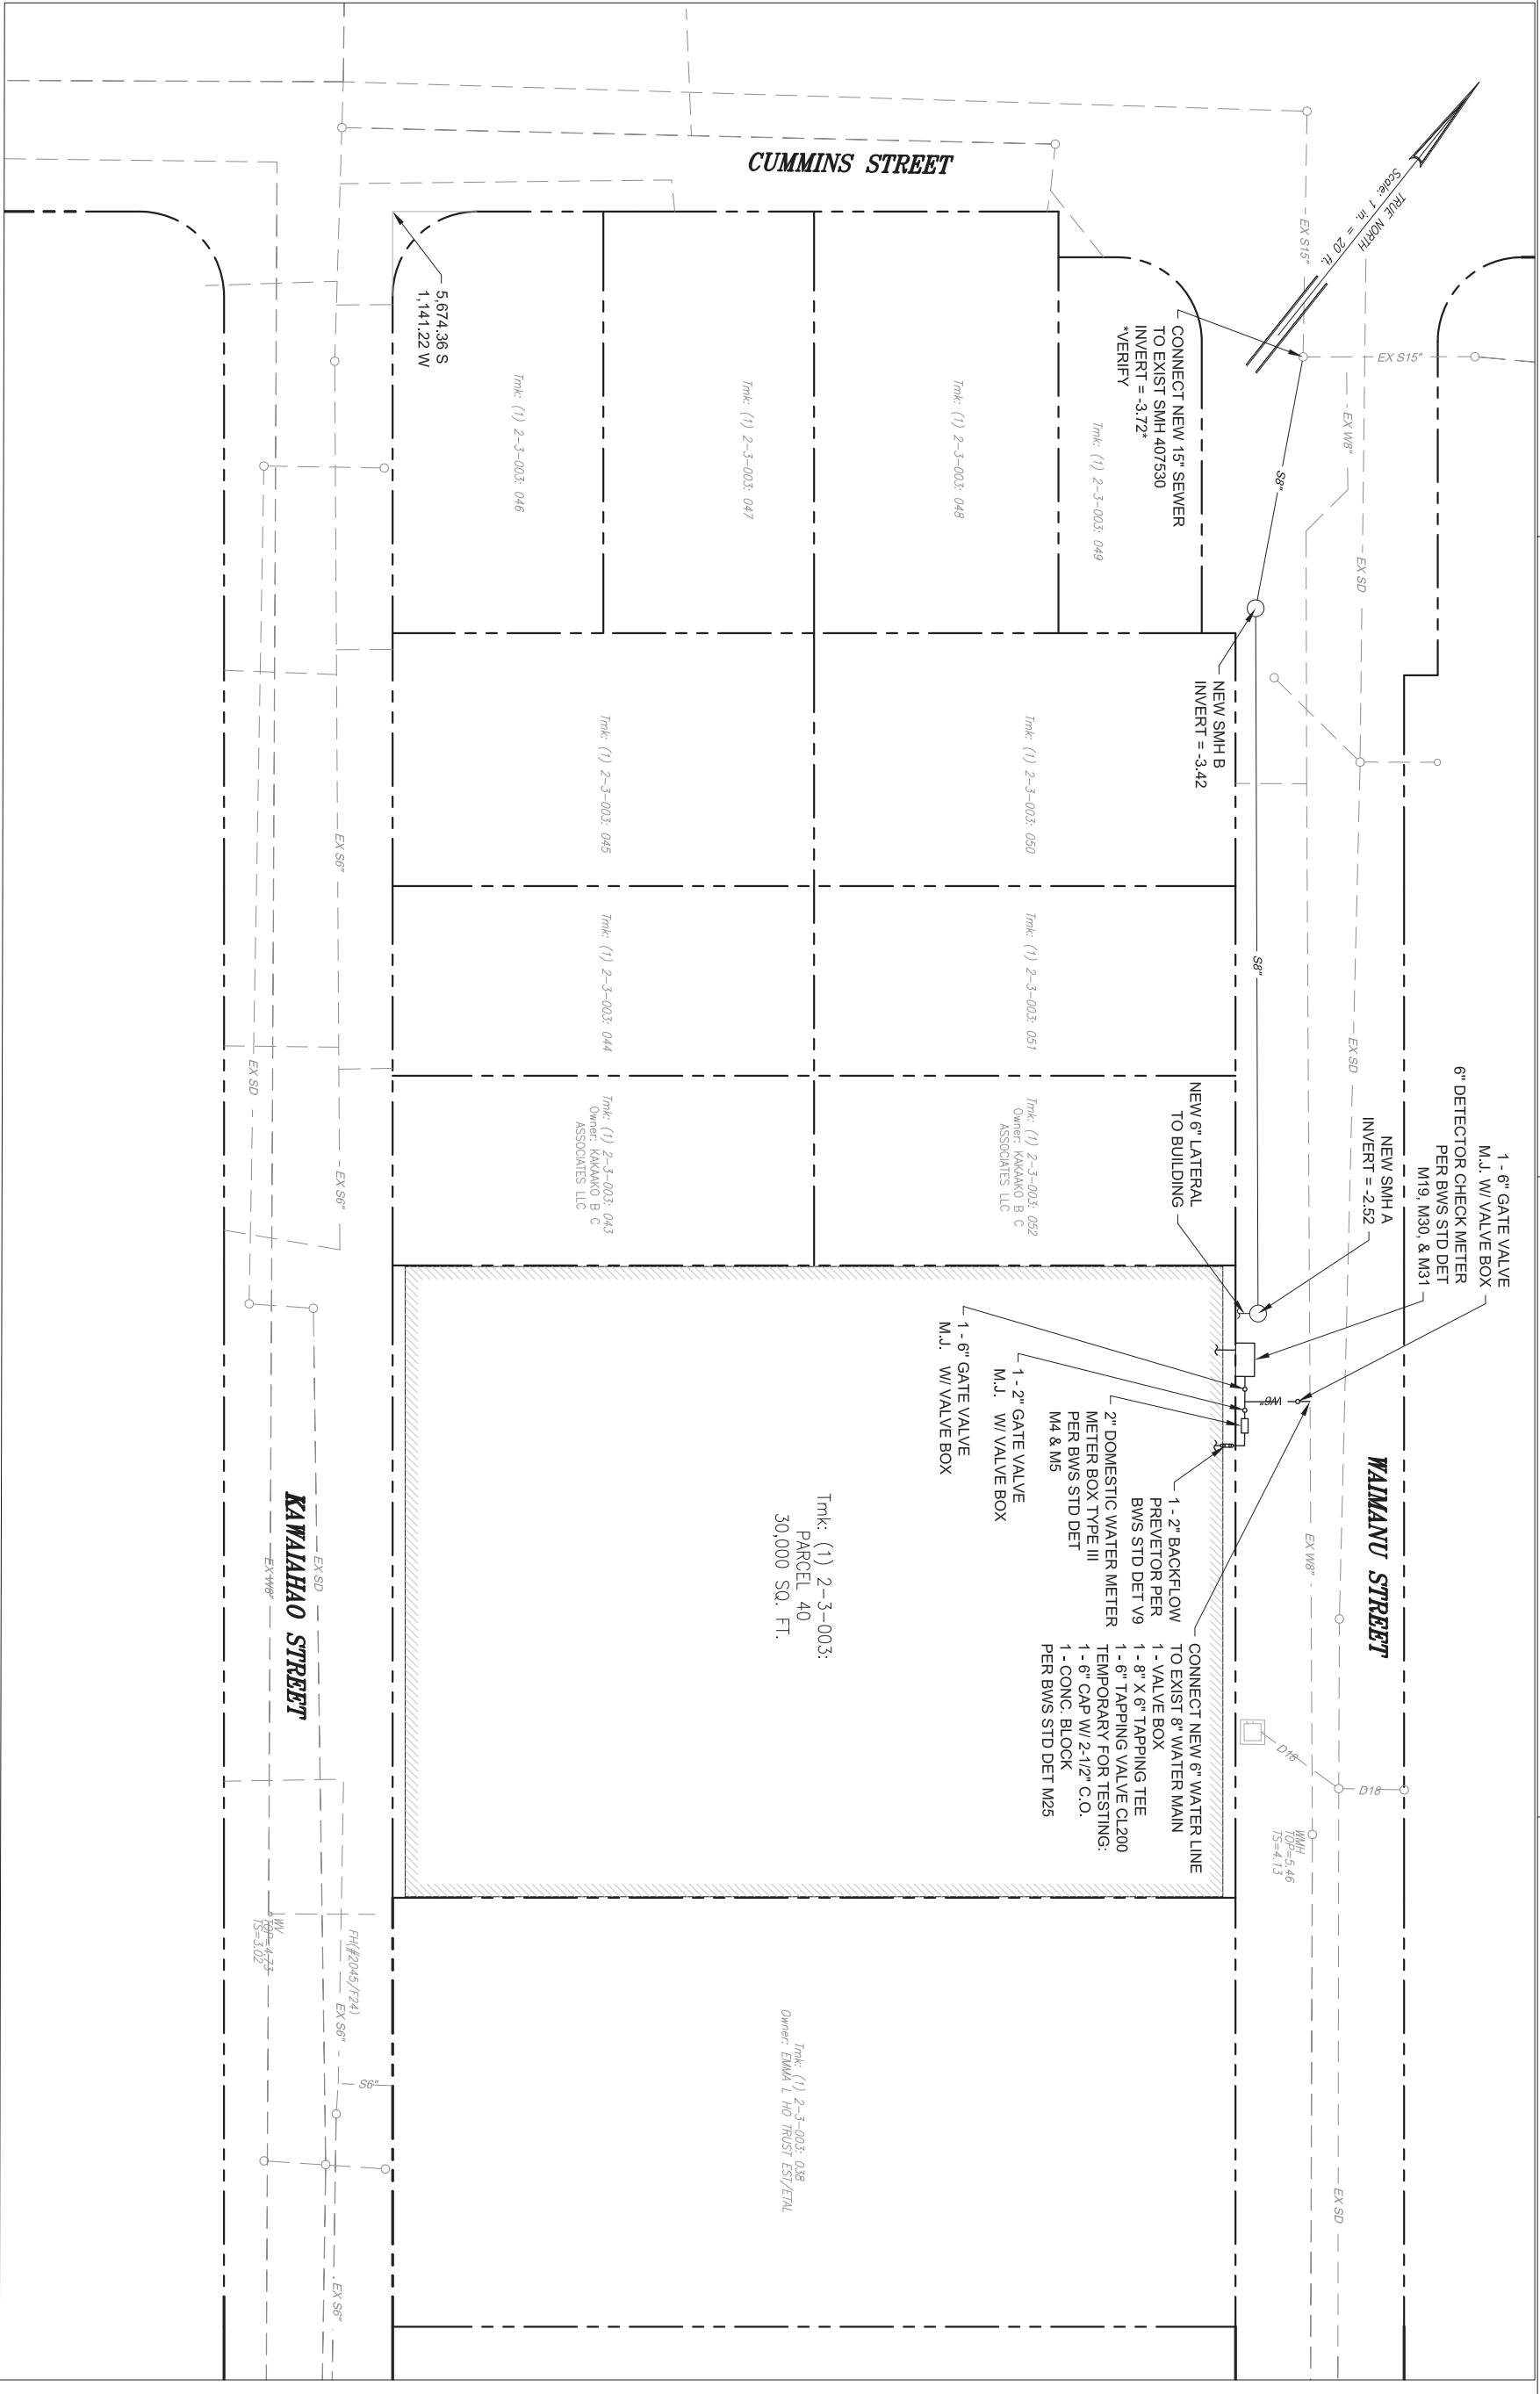 CUMMINS STREET
TRUE NORTH
Scale: 1 in. = 20 ft.
EX S15"
EX S15"
EX W8"
EX SD
EX SD
CONNECT NEW 15" SEWER
TO EXIST SMH 407530
INVERT = -3.72*
*VERIFY
S8"
NEW SMH B
INVERT = -3.42
S8"
5,674.36 S
1,141.22 W
Tmk: (1) 2-3-003: 046
Tmk: (1) 2-3-003: 047
Tmk: (1) 2-3-003: 048
Tmk: (1) 2-3-003: 049
Tmk: (1) 2-3-003: 045
Tmk: (1) 2-3-003: 050
Tmk: (1) 2-3-003: 044
Tmk: (1) 2-3-003: 051
Tmk: (1) 2-3-003: 043
Owner: KAKAAKO B C
ASSOCIATES LLC
Tmk: (1) 2-3-003: 052
Owner: KAKAAKO B C
ASSOCIATES LLC
NEW 6" LATERAL
TO BUILDING
NEW SMH A
INVERT = -2.52
6" DETECTOR CHECK METER
PER BWS STD DET
M19, M30, & M31
1 - 6" GATE VALVE
M.J. W/ VALVE BOX
W6"
1 - 6" GATE VALVE
M.J. W/ VALVE BOX
1 - 2" GATE VALVE
M.J. W/ VALVE BOX
2" DOMESTIC WATER METER
METER BOX TYPE III
PER BWS STD DET
M4 & M5
1 - 2" BACKFLOW
PREVETOR PER
BWS STD DET V9
CONNECT NEW 6" WATER LINE
TO EXIST 8" WATER MAIN
1 - VALVE BOX
1 - 8" X 6" TAPPING TEE
1 - 6" TAPPING VALVE CL200
TEMPORARY FOR TESTING:
1 - 6" CAP W/ 2-1/2" C.O.
1 - CONC. BLOCK
PER BWS STD DET M25
WAIMANU STREET
EX W8"
D18
D18
WMH
TOP=5.46
TS=4.13
EX SD
Tmk: (1) 2-3-003:
PARCEL 40
30,000 SQ. FT.
Tmk: (1) 2-3-003: 038
Owner: EMMA L HO TRUST EST/ETAL
EX S6"
EX SD
EX S6"
KAWAIAHAO STREET
EX SD
EX W8"
WV
TOP=4.73
TS=3.02
FH(#2045/F24)
EX S6"
S6"
EX S6"